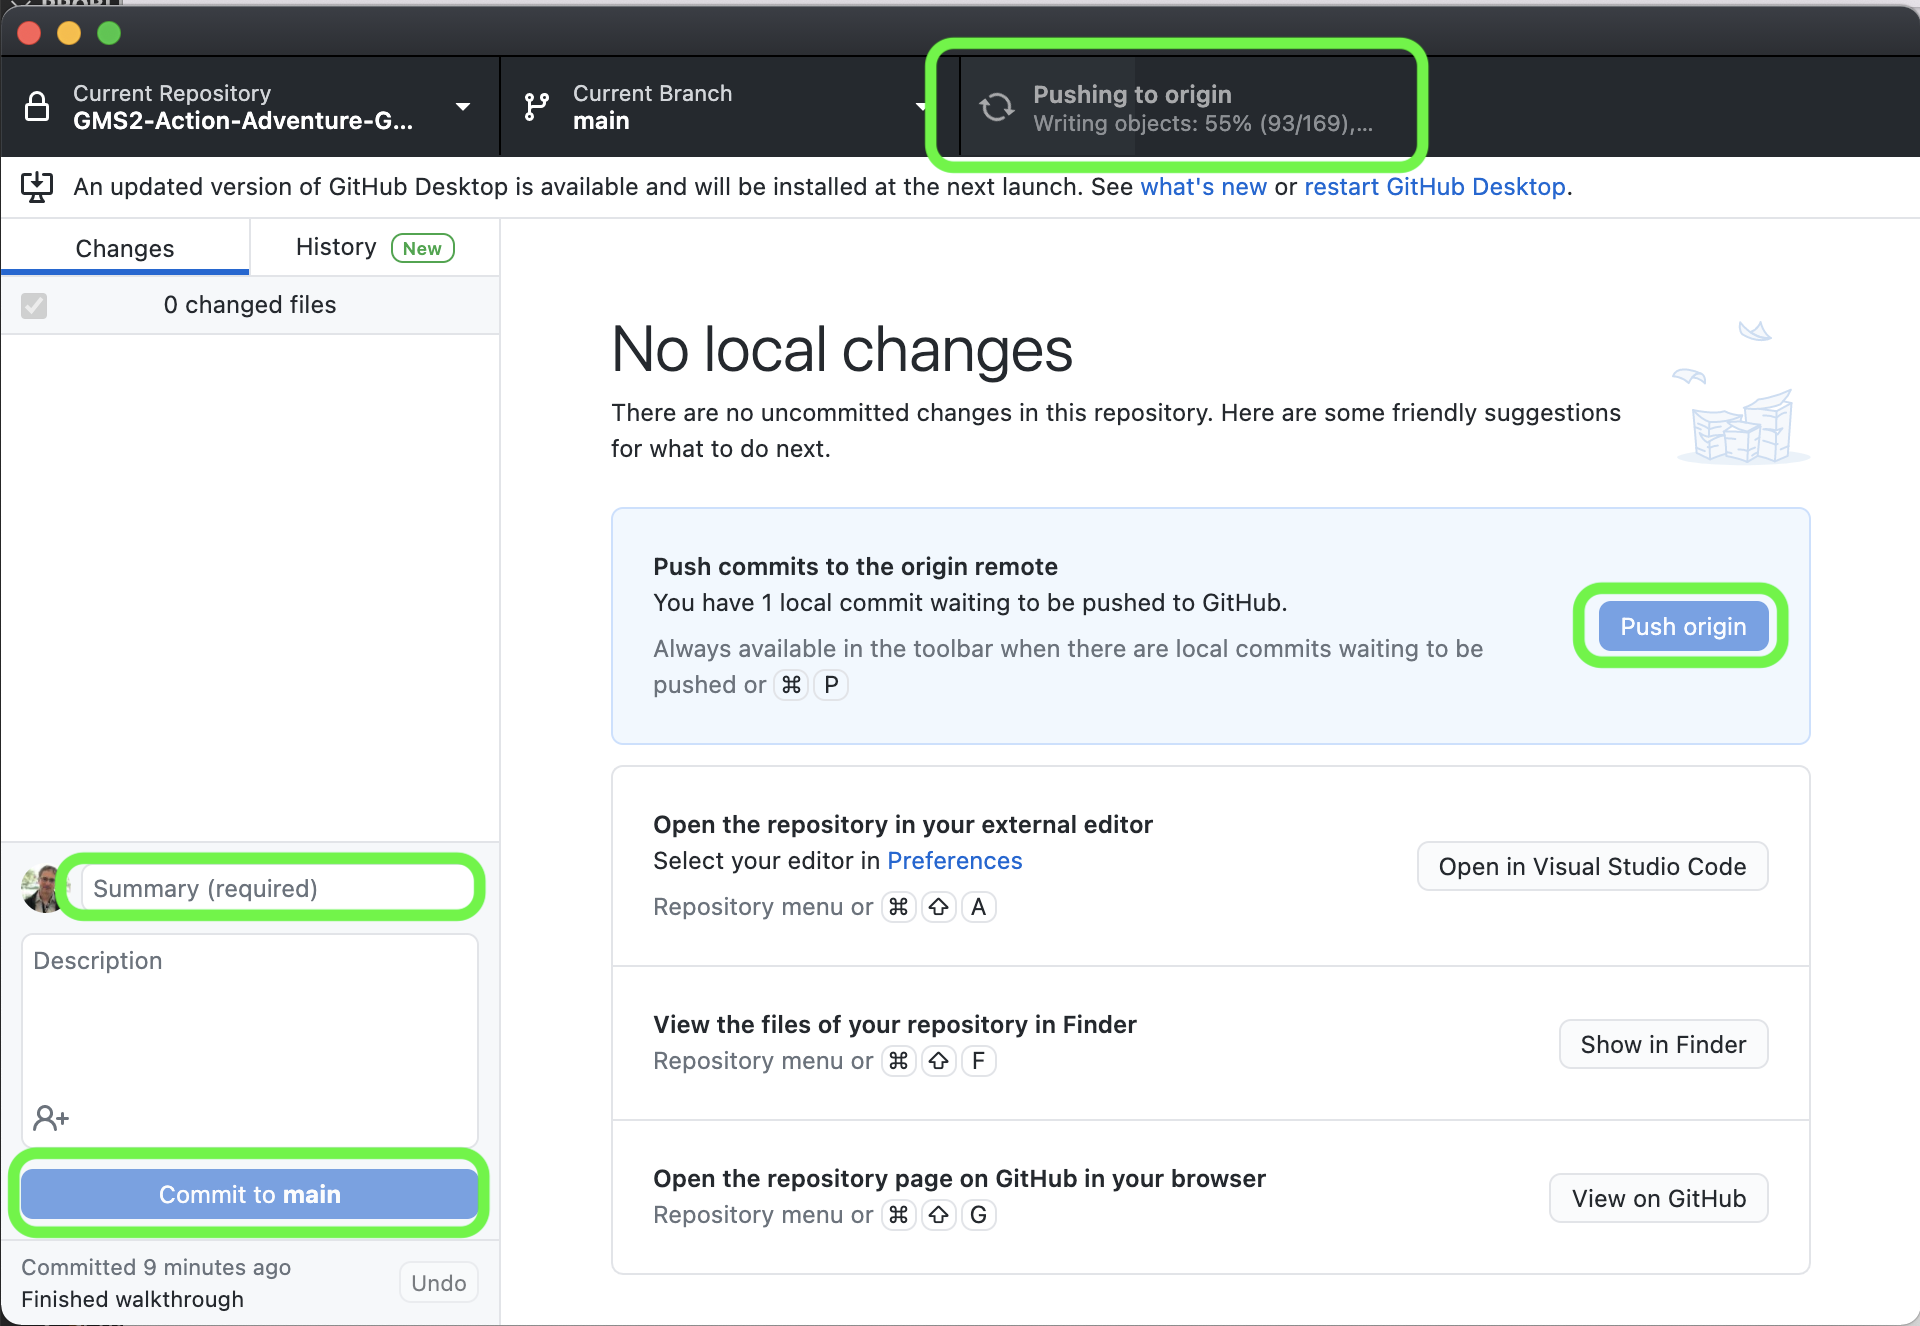 Current Repository
GMS2-Action-Adventure-G...
Current Branch
main
Pushing to origin
Writing objects: 55% (93/169),...
An updated version of GitHub Desktop is available and will be installed at the next launch. See what's new or restart GitHub Desktop.
Changes
History New
0 changed files
No local changes
There are no uncommitted changes in this repository. Here are some friendly suggestions
for what to do next.
Push commits to the origin remote
You have 1 local commit waiting to be pushed to GitHub.
Always available in the toolbar when there are local commits waiting to be
pushed or ⌘ P
Push origin
Open the repository in your external editor
Select your editor in Preferences
Repository menu or ⌘ ⇧ A
Open in Visual Studio Code
View the files of your repository in Finder
Repository menu or ⌘ ⇧ F
Show in Finder
Open the repository page on GitHub in your browser
Repository menu or ⌘ ⇧ G
View on GitHub
Summary (required)
Description
Commit to main
Committed 9 minutes ago
Finished walkthrough
Undo